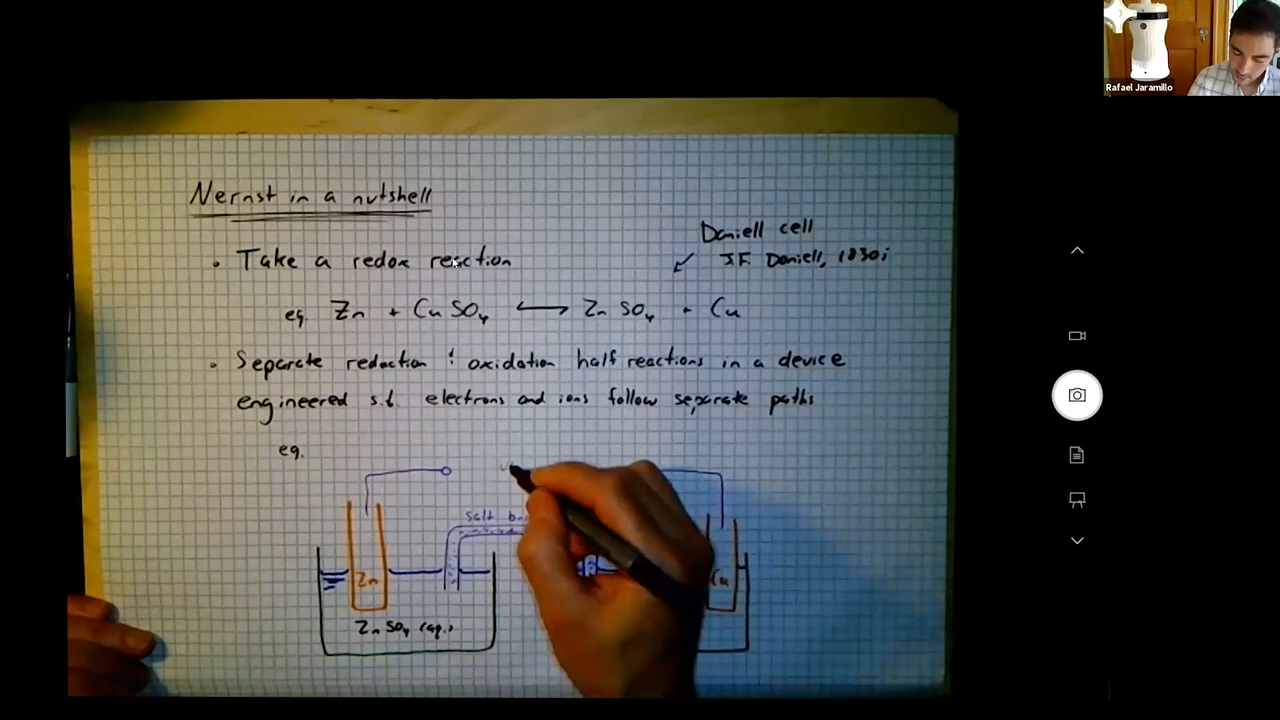 Rafael Jaramillo
Nernst in a nutshell
• Take a redox reaction
Daniell cell
J.F. Daniell, 1830s
eg. Zn + CuSO4 ⟷ ZnSO4 + Cu
• Separate reduction & oxidation half reactions in a device
engineered s.t. electrons and ions follow separate paths
eg.
salt
Zn
Cu
ZnSO4 (aq.)